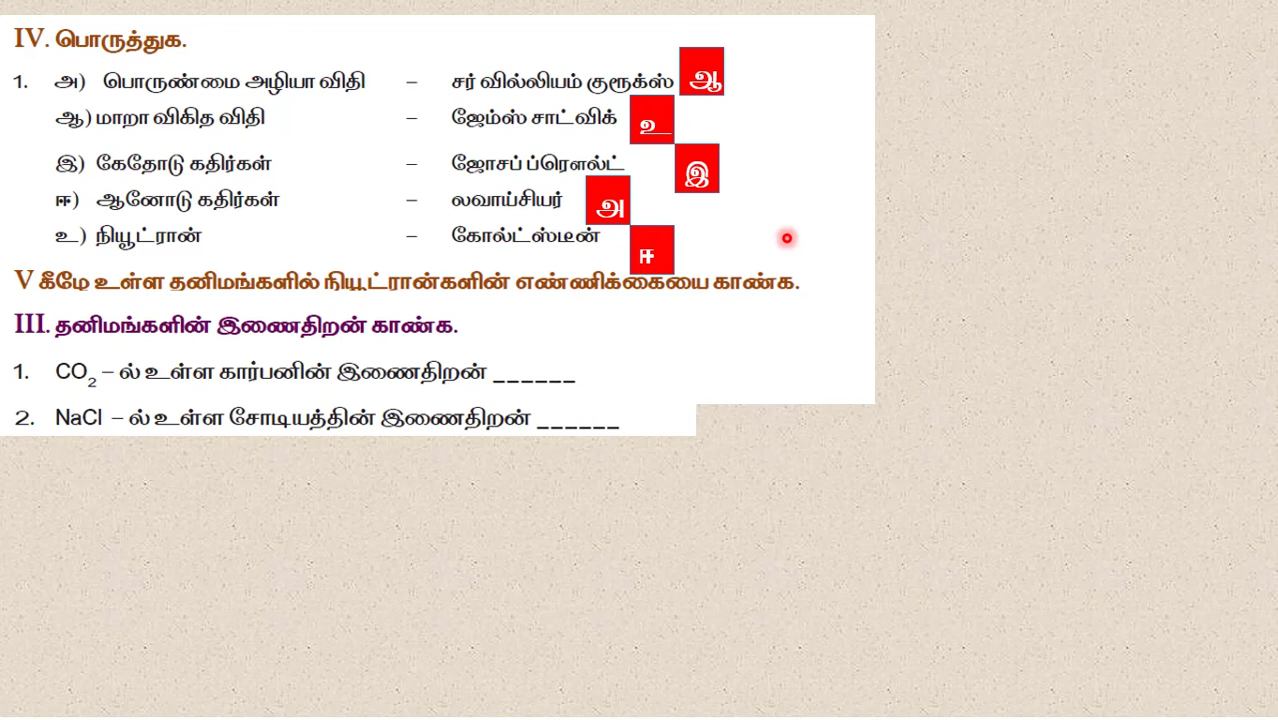 IV. பொருத்துக.
1. அ) பொருண்மை அழியா விதி – சர் வில்லியம் குரூக்ஸ் ஆ
ஆ) மாறா விகித விதி – ஜேம்ஸ் சாட்விக் உ
இ) கேதோடு கதிர்கள் – ஜோசப் ப்ரௌல்ட் இ
ஈ) ஆனோடு கதிர்கள் – லவாய்சியர் அ
உ) நியூட்ரான் – கோல்ட்ஸ்டீன் ஈ
V கீழே உள்ள தனிமங்களில் நியூட்ரான்களின் எண்ணிக்கையை காண்க.
III. தனிமங்களின் இணைதிறன் காண்க.
1. CO2 – ல் உள்ள கார்பனின் இணைதிறன் ______
2. NaCl – ல் உள்ள சோடியத்தின் இணைதிறன் ______